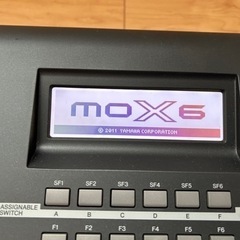 moX6
© 2011 YAMAHA CORPORATION
SF1 SF2 SF3 SF4 SF5 SF6
ASSIGNABLE
SWITCH A B C D E F
F1 F2 F3 F4 F5 F6